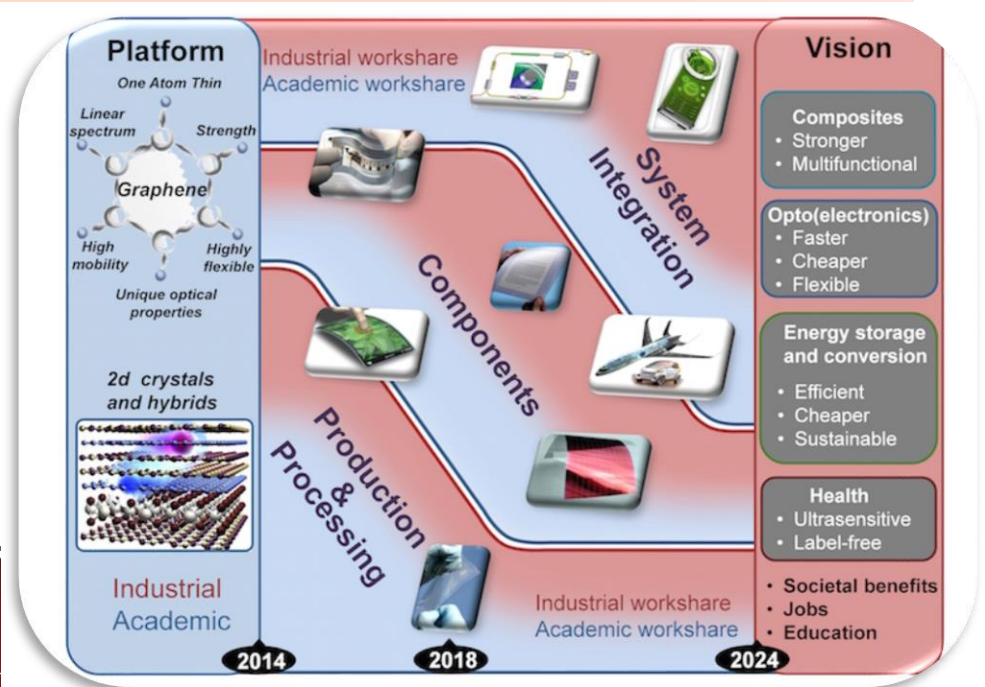 Platform
One Atom Thin
Linear
spectrum
Strength
Graphene
High
mobility
Highly
flexible
Unique optical
properties
2d crystals
and hybrids
Industrial
Academic
Industrial workshare
Academic workshare
System
Integration
Components
Production
&
Processing
Industrial workshare
Academic workshare
2014
2018
2024
Vision
Composites
• Stronger
• Multifunctional
Opto(electronics)
• Faster
• Cheaper
• Flexible
Energy storage
and conversion
• Efficient
• Cheaper
• Sustainable
Health
• Ultrasensitive
• Label-free
• Societal benefits
• Jobs
• Education